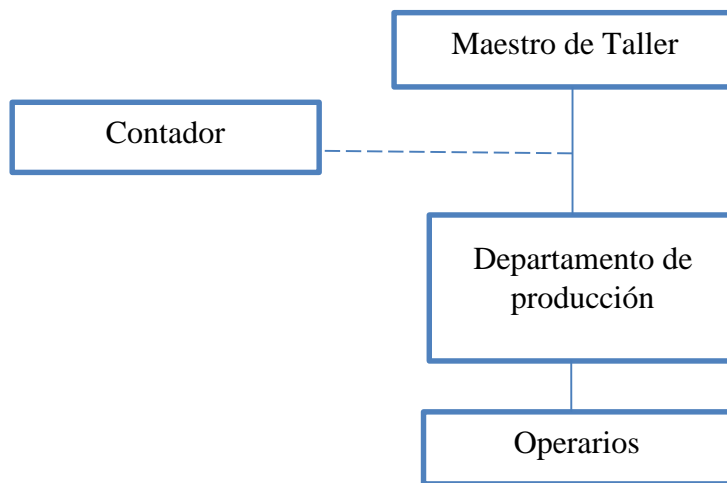 Maestro de Taller
Contador
Departamento de
producción
Operarios